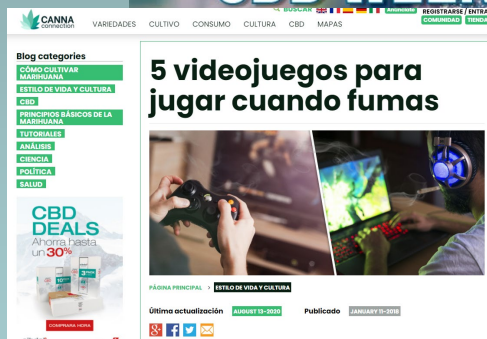 BUSCAR
Anuncios
REGISTRARSE / ENTRA
COMUNIDAD
TIENDA
CANNA
connection
VARIEDADES CULTIVO CONSUMO CULTURA CBD MAPAS
Blog categories
CÓMO CULTIVAR
MARIHUANA
ESTILO DE VIDA Y CULTURA
CBD
PRINCIPIOS BÁSICOS DE LA
MARIHUANA
TUTORIALES
ANÁLISIS
CIENCIA
POLÍTICA
SALUD
CBD
DEALS
Ahorra hasta
un 30%
COMPRARA HORA
5 videojuegos para
jugar cuando fumas
PÁGINA PRINCIPAL > ESTILO DE VIDA Y CULTURA
Última actualización AUGUST 13-2020 Publicado JANUARY 11-2018